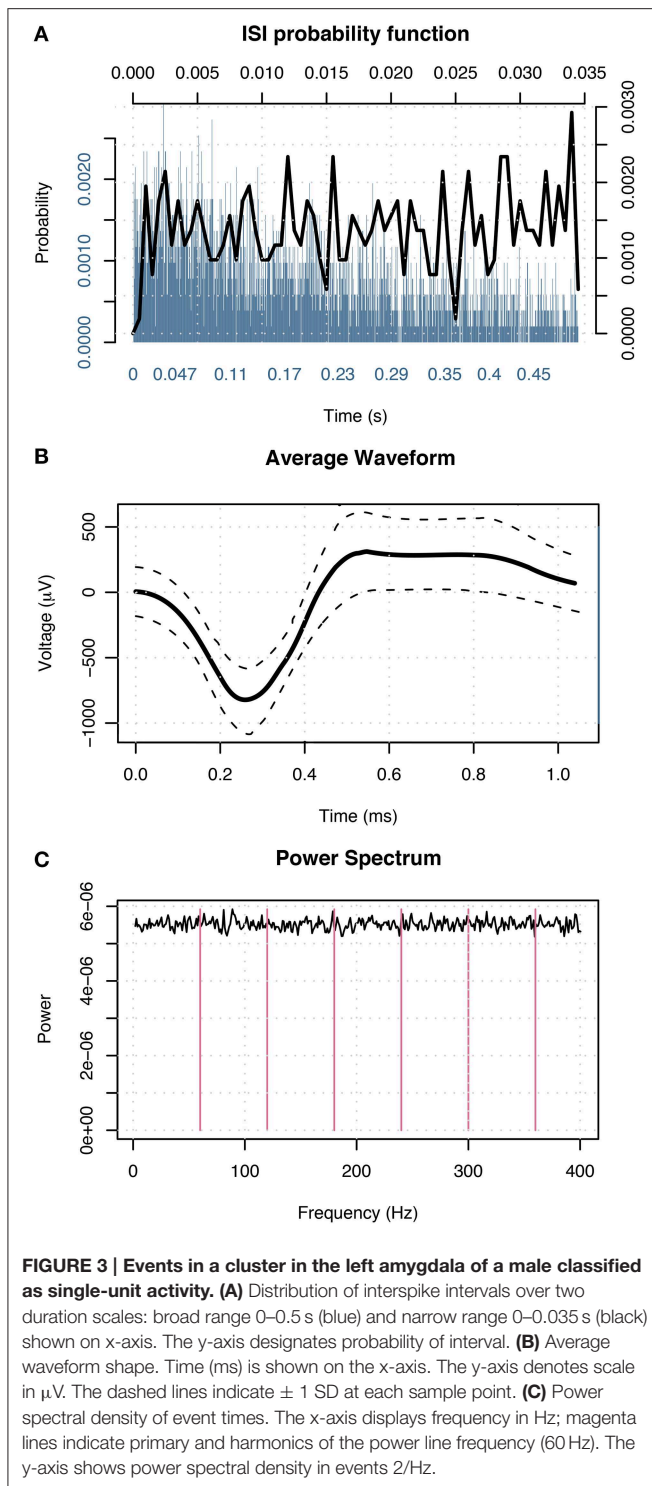 A
ISI probability function
0.000 0.005 0.010 0.015 0.020 0.025 0.030 0.035
Probability
0.0000 0.0010 0.0020
0.0000 0.0010 0.0020 0.0030
0 0.047 0.11 0.17 0.23 0.29 0.35 0.4 0.45
Time (s)
B
Average Waveform
Voltage (μV)
500
0
−500
−1000
0.0 0.2 0.4 0.6 0.8 1.0
Time (ms)
C
Power Spectrum
Power
6e−06
4e−06
2e−06
0e+00
0 100 200 300 400
Frequency (Hz)
FIGURE 3 | Events in a cluster in the left amygdala of a male classified
as single-unit activity. (A) Distribution of interspike intervals over two
duration scales: broad range 0–0.5 s (blue) and narrow range 0–0.035 s (black)
shown on x-axis. The y-axis designates probability of interval. (B) Average
waveform shape. Time (ms) is shown on the x-axis. The y-axis denotes scale
in μV. The dashed lines indicate ± 1 SD at each sample point. (C) Power
spectral density of event times. The x-axis displays frequency in Hz; magenta
lines indicate primary and harmonics of the power line frequency (60 Hz). The
y-axis shows power spectral density in events 2/Hz.